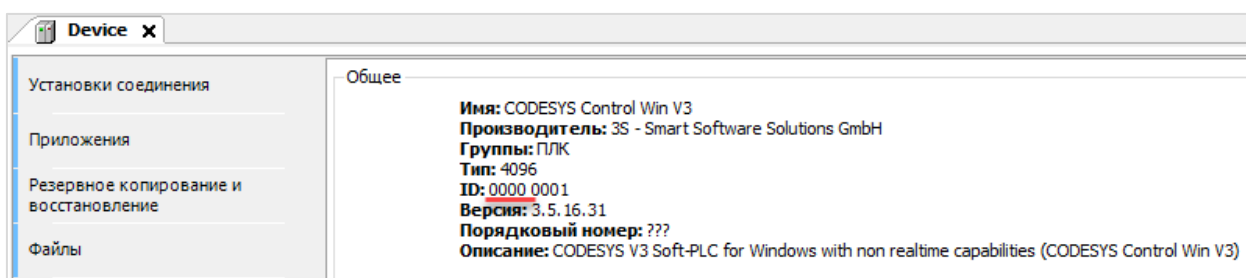 Device X
Установки соединения
Приложения
Резервное копирование и
восстановление
Файлы
Общее
Имя: CODESYS Control Win V3
Производитель: 3S - Smart Software Solutions GmbH
Группы: ПЛК
Тип: 4096
ID: 0000 0001
Версия: 3.5.16.31
Порядковый номер: ???
Описание: CODESYS V3 Soft-PLC for Windows with non realtime capabilities (CODESYS Control Win V3)